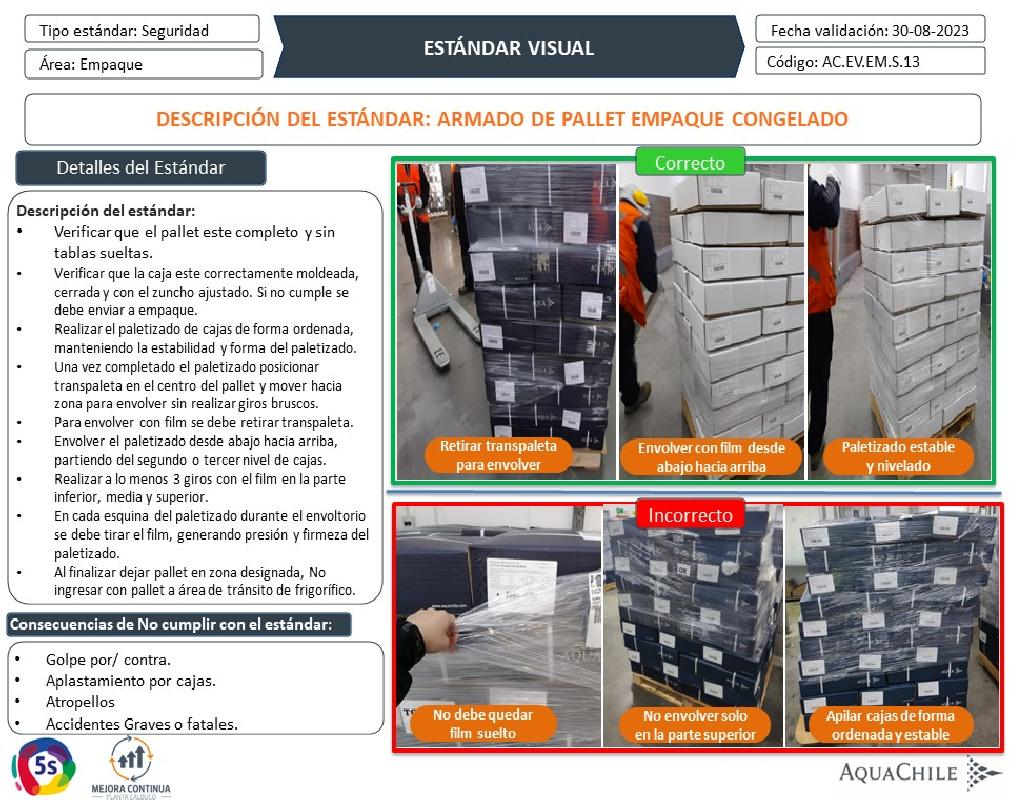 Tipo estándar: Seguridad
Área: Empaque
ESTÁNDAR VISUAL
Fecha validación: 30-08-2023
Código: AC.EV.EM.S.13
DESCRIPCIÓN DEL ESTÁNDAR: ARMADO DE PALLET EMPAQUE CONGELADO
Detalles del Estándar
Descripción del estándar:
• Verificar que el pallet este completo y sin
tablas sueltas.
• Verificar que la caja este correctamente moldeada,
cerrada y con el zuncho ajustado. Si no cumple se
debe enviar a empaque.
• Realizar el paletizado de cajas de forma ordenada,
manteniendo la estabilidad y forma del paletizado.
• Una vez completado el paletizado posicionar
transpaleta en el centro del pallet y mover hacia
zona para envolver sin realizar giros bruscos.
• Para envolver con film se debe retirar transpaleta.
• Envolver el paletizado desde abajo hacia arriba,
partiendo del segundo o tercer nivel de cajas.
• Realizar a lo menos 3 giros con el film en la parte
inferior, media y superior.
• En cada esquina del paletizado durante el envoltorio
se debe tirar el film, generando presión y firmeza del
paletizado.
• Al finalizar dejar pallet en zona designada, No
ingresar con pallet a área de tránsito de frigorífico.
Consecuencias de No cumplir con el estándar:
• Golpe por/ contra.
• Aplastamiento por cajas.
• Atropellos
• Accidentes Graves o fatales.
Correcto
Retirar transpaleta
para envolver
Envolver con film desde
abajo hacia arriba
Paletizado estable
y nivelado
Incorrecto
www.aquachile.com
No debe quedar
film suelto
No envolver solo
en la parte superior
Apilar cajas de forma
ordenada y estable
5s
MEJORA CONTINUA
PLANTA CALBUCO
AQUACHILE